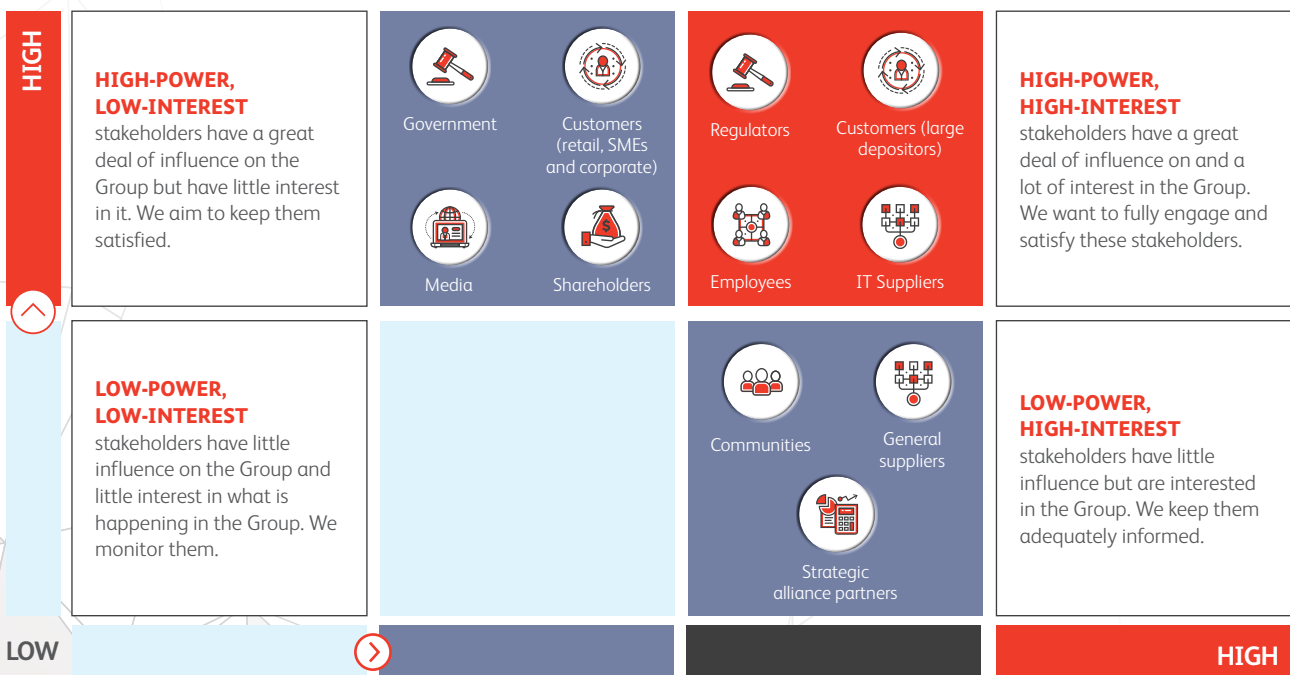 HIGH
HIGH-POWER,
LOW-INTEREST
stakeholders have a great
deal of influence on the
Group but have little interest
in it. We aim to keep them
satisfied.
Government
Customers
(retail, SMEs
and corporate)
Media
Shareholders
Regulators
Customers (large
depositors)
Employees
IT Suppliers
HIGH-POWER,
HIGH-INTEREST
stakeholders have a great
deal of influence on and a
lot of interest in the Group.
We want to fully engage and
satisfy these stakeholders.
LOW-POWER,
LOW-INTEREST
stakeholders have little
influence on the Group and
little interest in what is
happening in the Group. We
monitor them.
Communities
General
suppliers
Strategic
alliance partners
LOW-POWER,
HIGH-INTEREST
stakeholders have little
influence but are interested
in the Group. We keep them
adequately informed.
LOW
HIGH